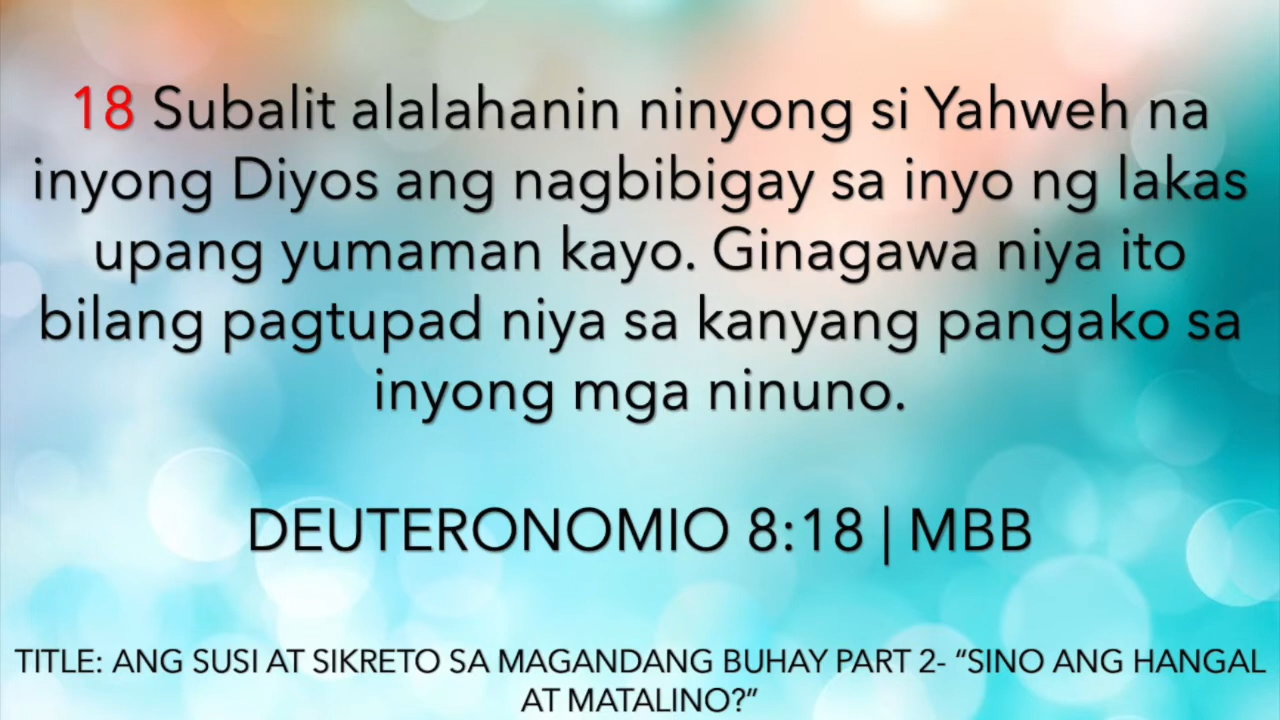 18 Subalit alalahanin ninyong si Yahweh na
inyong Diyos ang nagbibigay sa inyo ng lakas
upang yumaman kayo. Ginagawa niya ito
bilang pagtupad niya sa kanyang pangako sa
inyong mga ninuno.
DEUTERONOMIO 8:18 | MBB
TITLE: ANG SUSI AT SIKRETO SA MAGANDANG BUHAY PART 2- “SINO ANG HANGAL
AT MATALINO?”